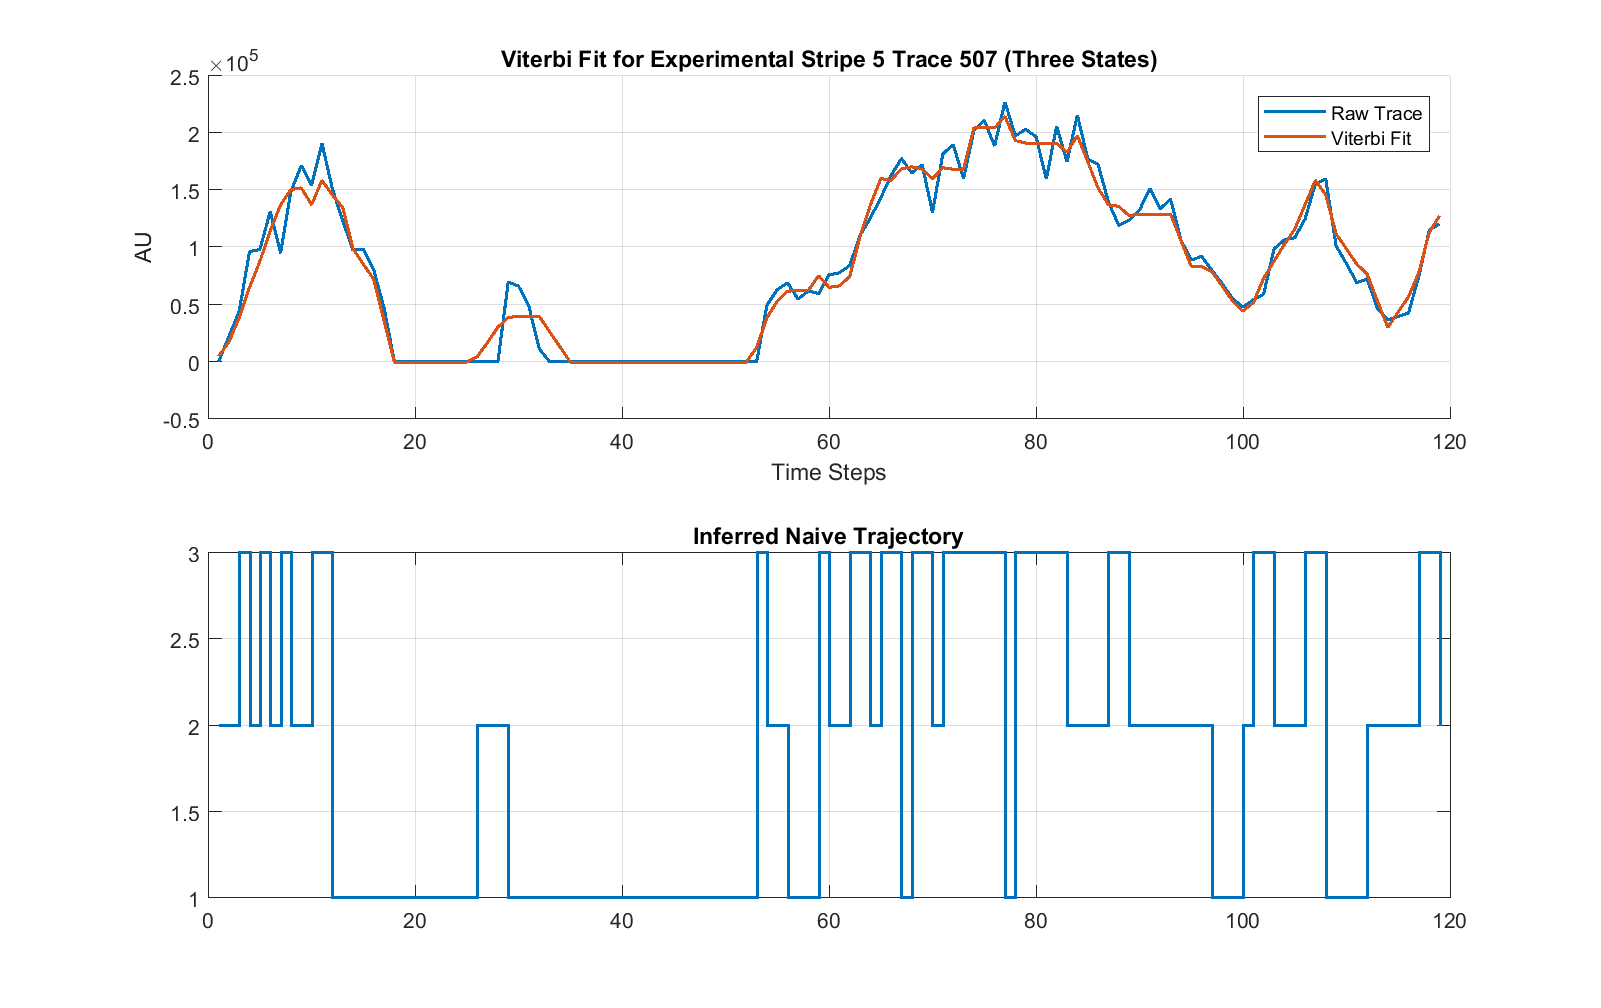 Viterbi Fit for Experimental Stripe 5 Trace 507 (Three States)
×10^5
2.5
2
1.5
1
0.5
0
-0.5
AU
Raw Trace
Viterbi Fit
0 20 40 60 80 100 120
Time Steps
Inferred Naive Trajectory
3
2.5
2
1.5
1
0 20 40 60 80 100 120